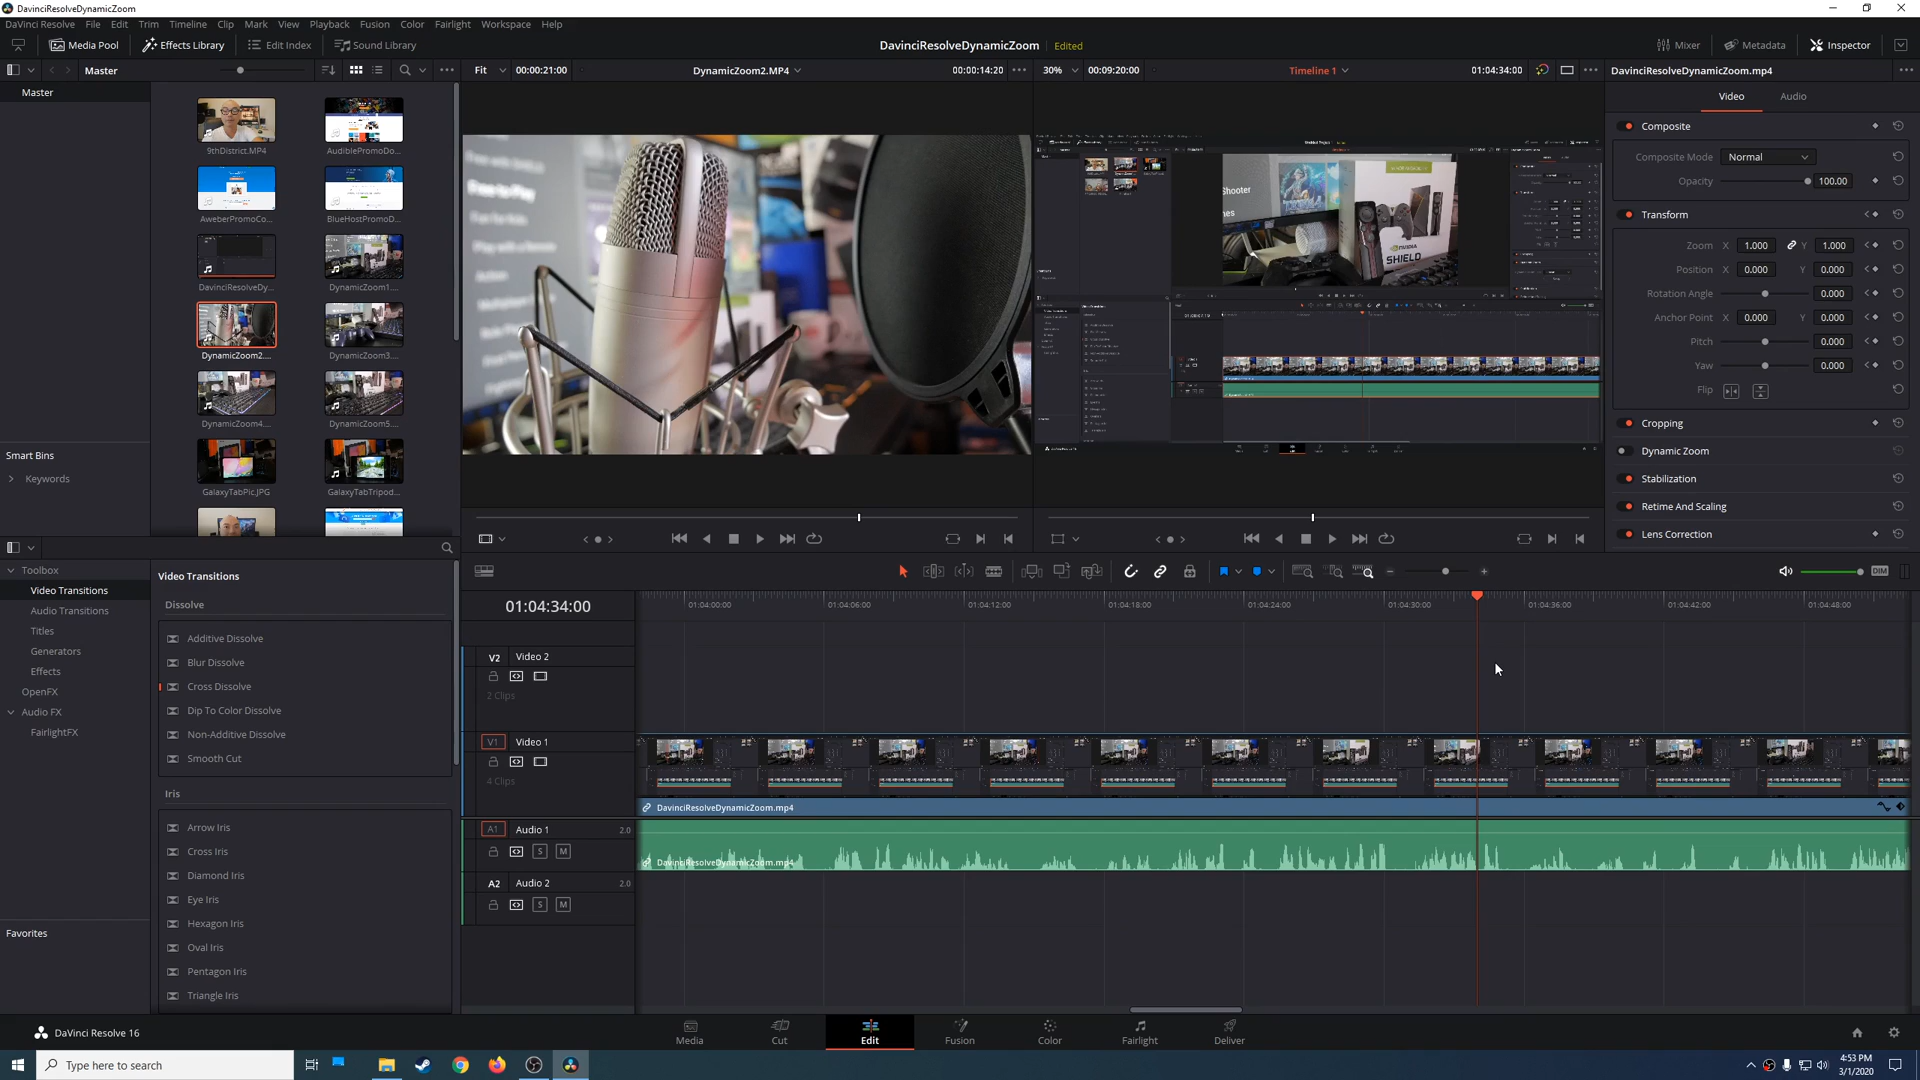 DavinciResolveDynamicZoom
DaVinci Resolve File Edit Trim Timeline Clip Mark View Playback Fusion Color Fairlight Workspace Help
Media Pool Effects Library Edit Index Sound Library DavinciResolveDynamicZoom Edited Mixer Metadata Inspector
Master Fit 00:00:21:00 DynamicZoom2.MP4 00:00:14:20 30% 00:09:20:00 Timeline 1 01:04:34:00 DavinciResolveDynamicZoom.mp4
Master
Video Audio
Composite
Composite Mode Normal
Opacity 100.00
Transform
Zoom X 1.000 Y 1.000
Position X 0.000 Y 0.000
Rotation Angle 0.000
Anchor Point X 0.000 Y 0.000
Pitch 0.000
Yaw 0.000
Flip
Cropping
Dynamic Zoom
Stabilization
Retime And Scaling
Lens Correction
9thDistrict.MP4 AudiblePromoDo...
AweberPromoCo... BlueHostPromoD...
DavinciResolveDy... DynamicZoom1....
DynamicZoom2.... DynamicZoom3....
DynamicZoom4.... DynamicZoom5....
GalaxyTabPic.JPG GalaxyTabTripod...
Smart Bins
Keywords
Shooter
NVIDIA
SHIELD
Toolbox
Video Transitions
Audio Transitions
Titles
Generators
Effects
OpenFX
Audio FX
FairlightFX
Favorites
Video Transitions
Dissolve
Additive Dissolve
Blur Dissolve
Cross Dissolve
Dip To Color Dissolve
Non-Additive Dissolve
Smooth Cut
Iris
Arrow Iris
Cross Iris
Diamond Iris
Eye Iris
Hexagon Iris
Oval Iris
Pentagon Iris
Triangle Iris
DIM
01:04:34:00 01:04:00:00 01:04:06:00 01:04:12:00 01:04:18:00 01:04:24:00 01:04:30:00 01:04:36:00 01:04:42:00 01:04:48:00
V2 Video 2
2 Clips
V1 Video 1
4 Clips
DavinciResolveDynamicZoom.mp4
A1 Audio 1 2.0
S M
DavinciResolveDynamicZoom.mp4
A2 Audio 2 2.0
S M
DaVinci Resolve 16
Media Cut Edit Fusion Color Fairlight Deliver
Type here to search
4:53 PM
3/1/2020